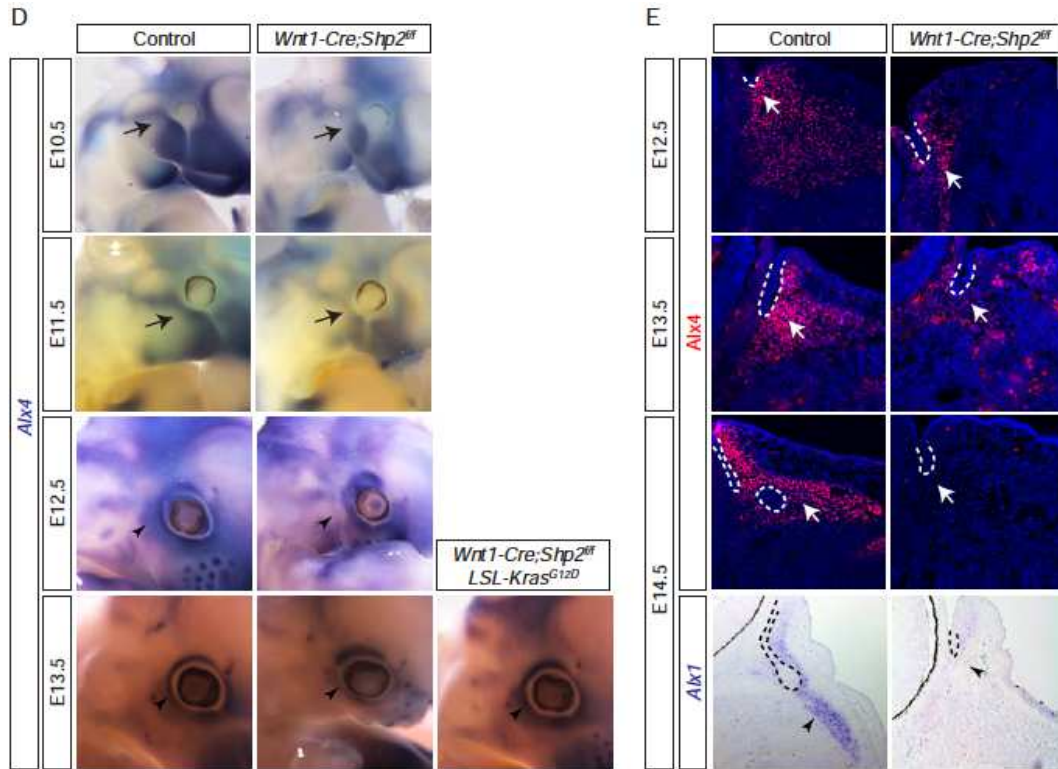 D
Control
Wnt1-Cre;Shp2f/f
Alx4
E10.5
E11.5
E12.5
E13.5
Wnt1-Cre;Shp2f/f
LSL-KrasG12D
E
Control
Wnt1-Cre;Shp2f/f
Alx4
E12.5
E13.5
E14.5
Alx1